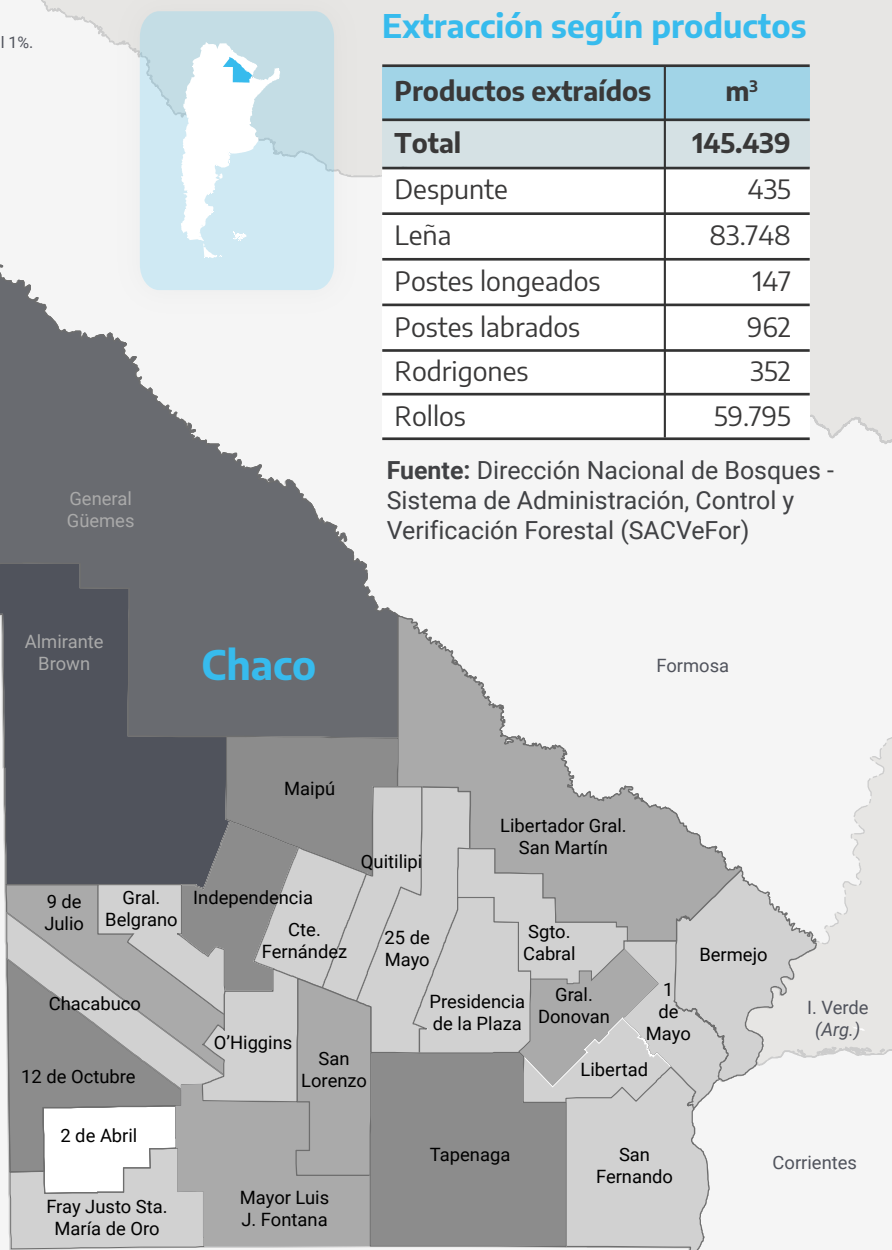 l 1%.
Extracción según productos
Productos extraídos m³
Total 145.439
Despunte 435
Leña 83.748
Postes longeados 147
Postes labrados 962
Rodrigones 352
Rollos 59.795
Fuente: Dirección Nacional de Bosques -
Sistema de Administración, Control y
Verificación Forestal (SACVeFor)
General
Güemes
Almirante
Brown
Chaco
Formosa
Maipú
Libertador Gral.
San Martín
Quitilipi
9 de
Julio
Gral.
Belgrano
Independencia
Cte.
Fernández
25 de
Mayo
Sgto.
Cabral
Bermejo
Chacabuco
Presidencia
de la Plaza
Gral.
Donovan
1
de
Mayo
I. Verde
(Arg.)
O'Higgins
San
Lorenzo
Libertad
12 de Octubre
2 de Abril
Tapenaga
San
Fernando
Corrientes
Fray Justo Sta.
María de Oro
Mayor Luis
J. Fontana